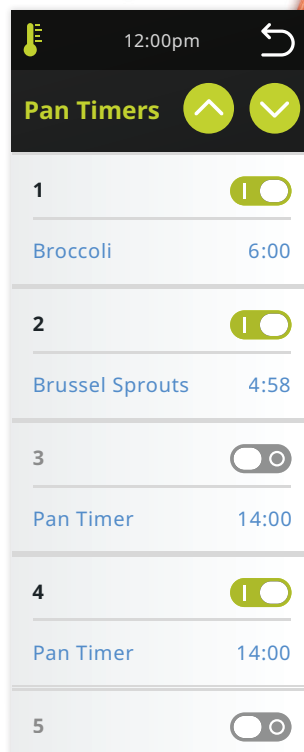 12:00pm
Pan Timers
1
Broccoli 6:00
2
Brussel Sprouts 4:58
3
Pan Timer 14:00
4
Pan Timer 14:00
5